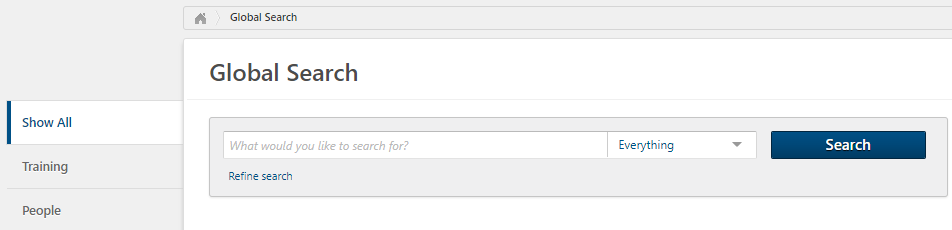 Global Search
Global Search
Show All
What would you like to search for?
Everything
Search
Training
Refine search
People